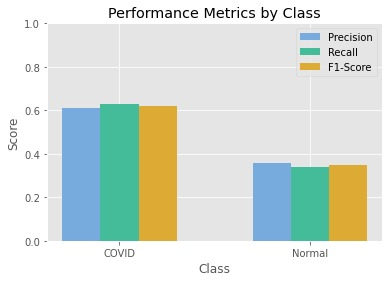 Performance Metrics by Class
1.0
0.8
0.6
0.4
0.2
0.0
Score
Precision
Recall
F1-Score
COVID
Normal
Class